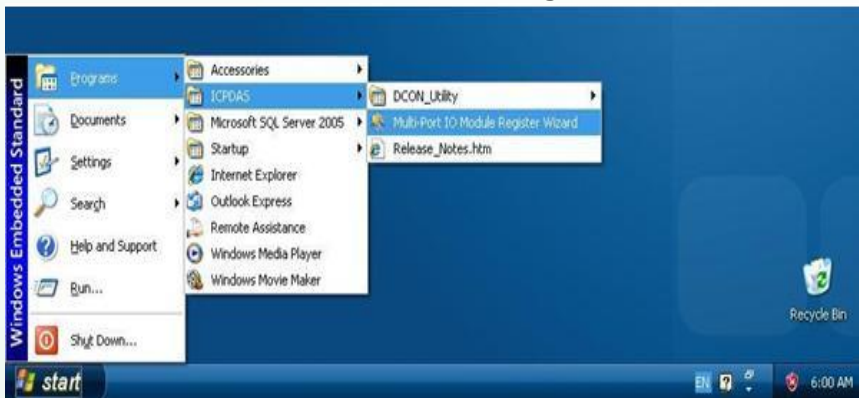 Windows Embedded Standard
Programs
Documents
Settings
Search
Help and Support
Run...
Shut Down...
Accessories
ICPDAS
Microsoft SQL Server 2005
Startup
Internet Explorer
Outlook Express
Remote Assistance
Windows Media Player
Windows Movie Maker
DCON_Utility
Multi-Port IO Module Register Wizard
Release_Notes.htm
Recycle Bin
start
EN
6:00 AM